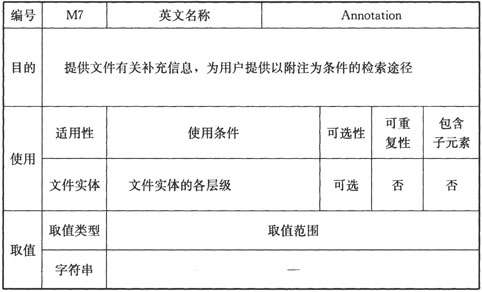 编号 M7 英文名称 Annotation
目的 提供文件有关补充信息，为用户提供以附注为条件的检索途径
使用 适用性 使用条件 可选性 可重复性 包含子元素
文件实体 文件实体的各层级 可选 否 否
取值 取值类型 取值范围
字符串 —